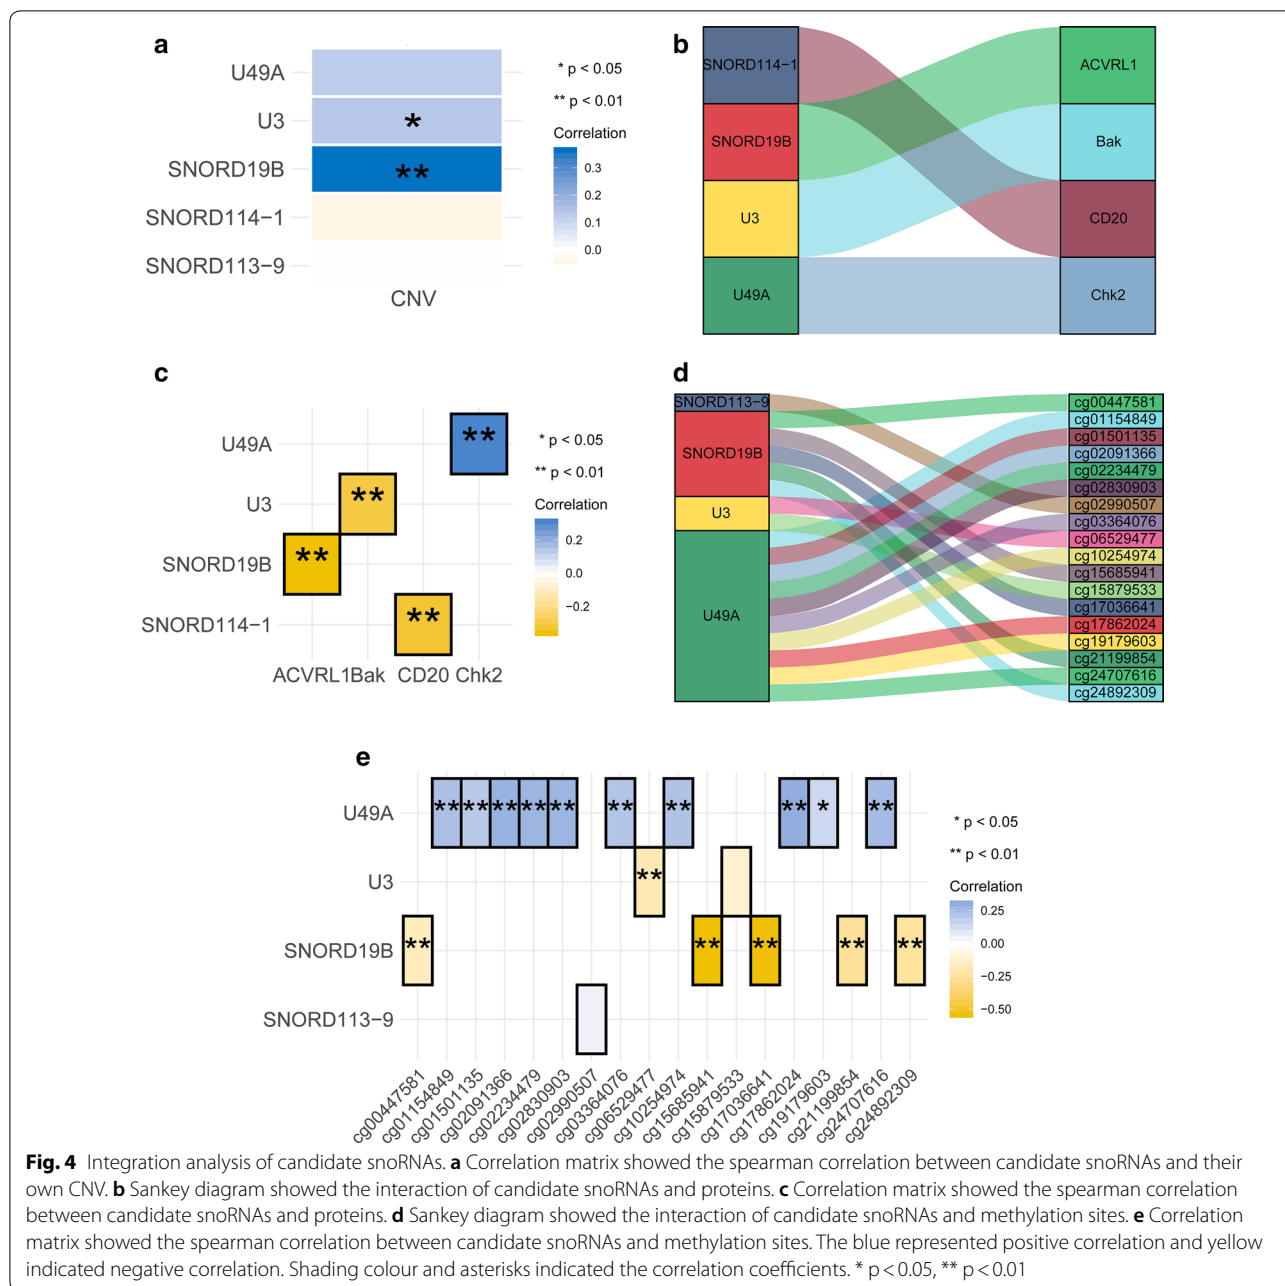 a
U49A
U3
SNORD19B
SNORD114−1
SNORD113−9
CNV
*
**
* p < 0.05
** p < 0.01
Correlation
0.3
0.2
0.1
0.0
b
SNORD114−1
SNORD19B
U3
U49A
ACVRL1
Bak
CD20
Chk2
c
U49A
U3
SNORD19B
SNORD114−1
**
**
**
**
ACVRL1 Bak CD20 Chk2
* p < 0.05
** p < 0.01
Correlation
0.2
0.0
−0.2
d
SNORD113−9
SNORD19B
U3
U49A
cg00447581
cg01154849
cg01501135
cg02091366
cg02234479
cg02830903
cg02990507
cg03364076
cg06529477
cg10254974
cg15685941
cg15879533
cg17036641
cg17862024
cg19179603
cg21199854
cg24707616
cg24892309
e
U49A
** ** ** ** ** ** ** ** * **
U3
**
SNORD19B
** ** ** ** **
SNORD113−9
cg00447581
cg01154849
cg01501135
cg02091366
cg02234479
cg02830903
cg02990507
cg03364076
cg06529477
cg10254974
cg15685941
cg15879533
cg17036641
cg17862024
cg19179603
cg21199854
cg24707616
cg24892309
* p < 0.05
** p < 0.01
Correlation
0.25
0.00
−0.25
−0.50
Fig. 4 Integration analysis of candidate snoRNAs. a Correlation matrix showed the spearman correlation between candidate snoRNAs and their
own CNV. b Sankey diagram showed the interaction of candidate snoRNAs and proteins. c Correlation matrix showed the spearman correlation
between candidate snoRNAs and proteins. d Sankey diagram showed the interaction of candidate snoRNAs and methylation sites. e Correlation
matrix showed the spearman correlation between candidate snoRNAs and methylation sites. The blue represented positive correlation and yellow
indicated negative correlation. Shading colour and asterisks indicated the correlation coefficients. * p < 0.05, ** p < 0.01